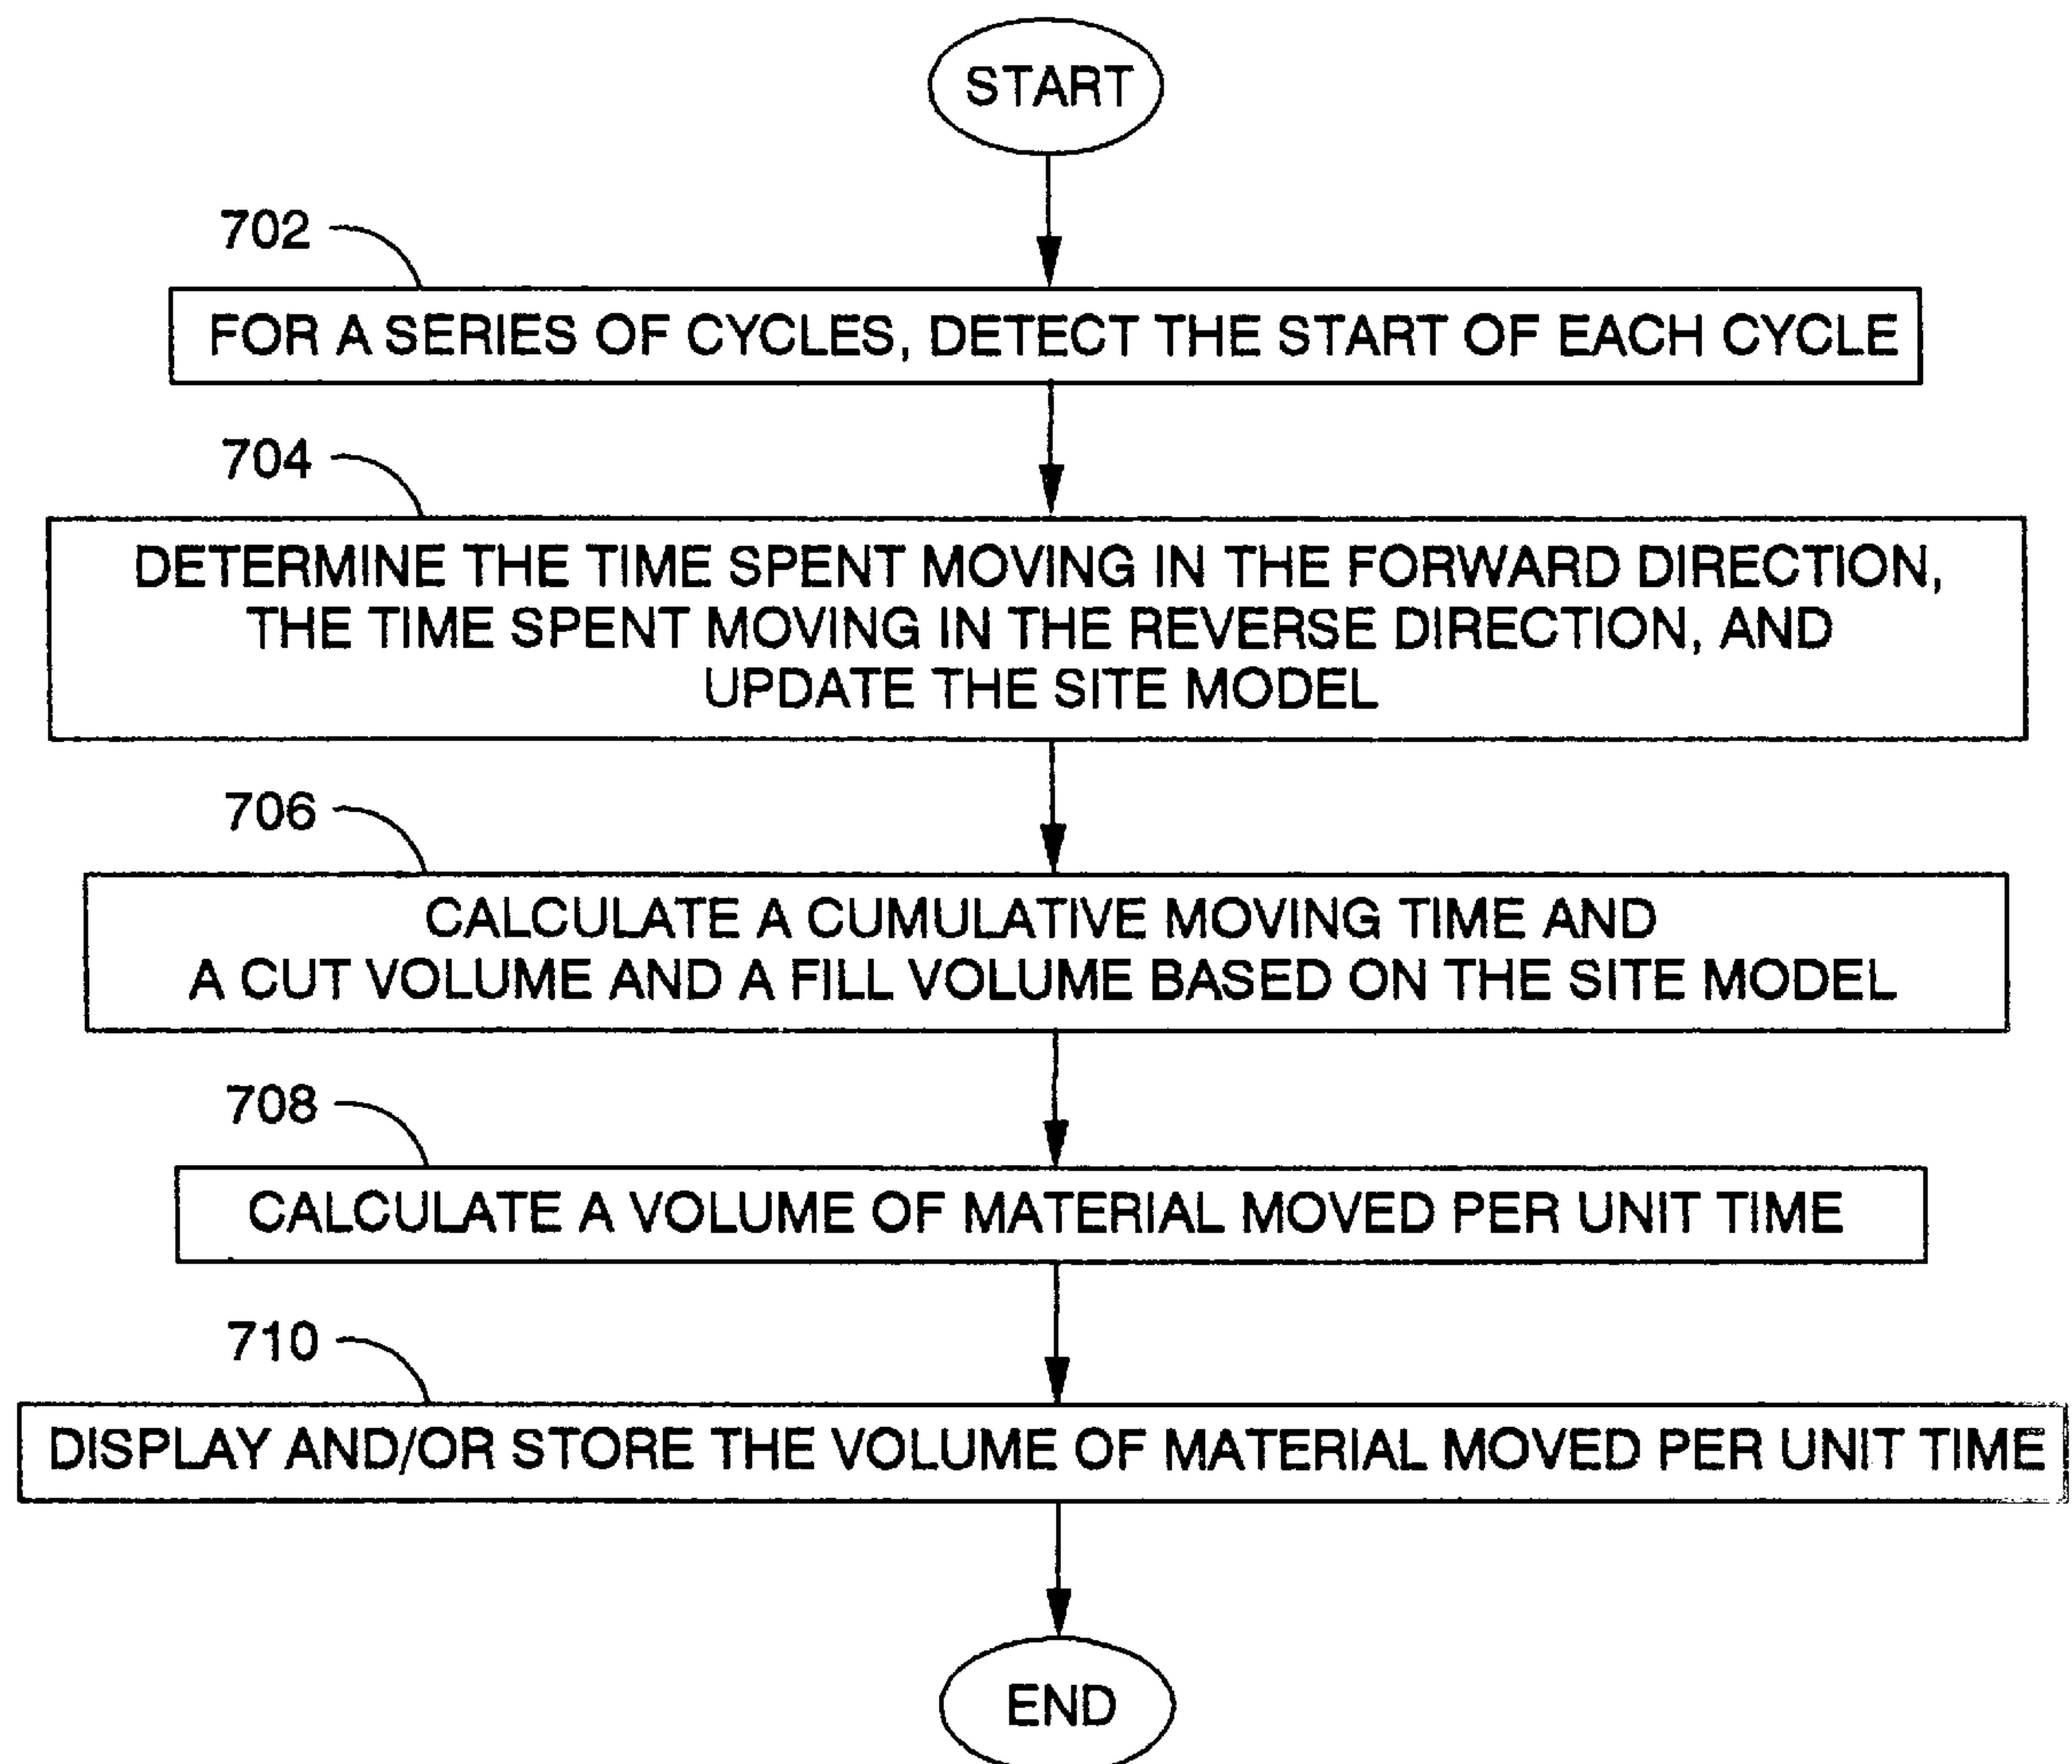 START
702
FOR A SERIES OF CYCLES, DETECT THE START OF EACH CYCLE
704
DETERMINE THE TIME SPENT MOVING IN THE FORWARD DIRECTION,
THE TIME SPENT MOVING IN THE REVERSE DIRECTION, AND
UPDATE THE SITE MODEL
706
CALCULATE A CUMULATIVE MOVING TIME AND
A CUT VOLUME AND A FILL VOLUME BASED ON THE SITE MODEL
708
CALCULATE A VOLUME OF MATERIAL MOVED PER UNIT TIME
710
DISPLAY AND/OR STORE THE VOLUME OF MATERIAL MOVED PER UNIT TIME
END